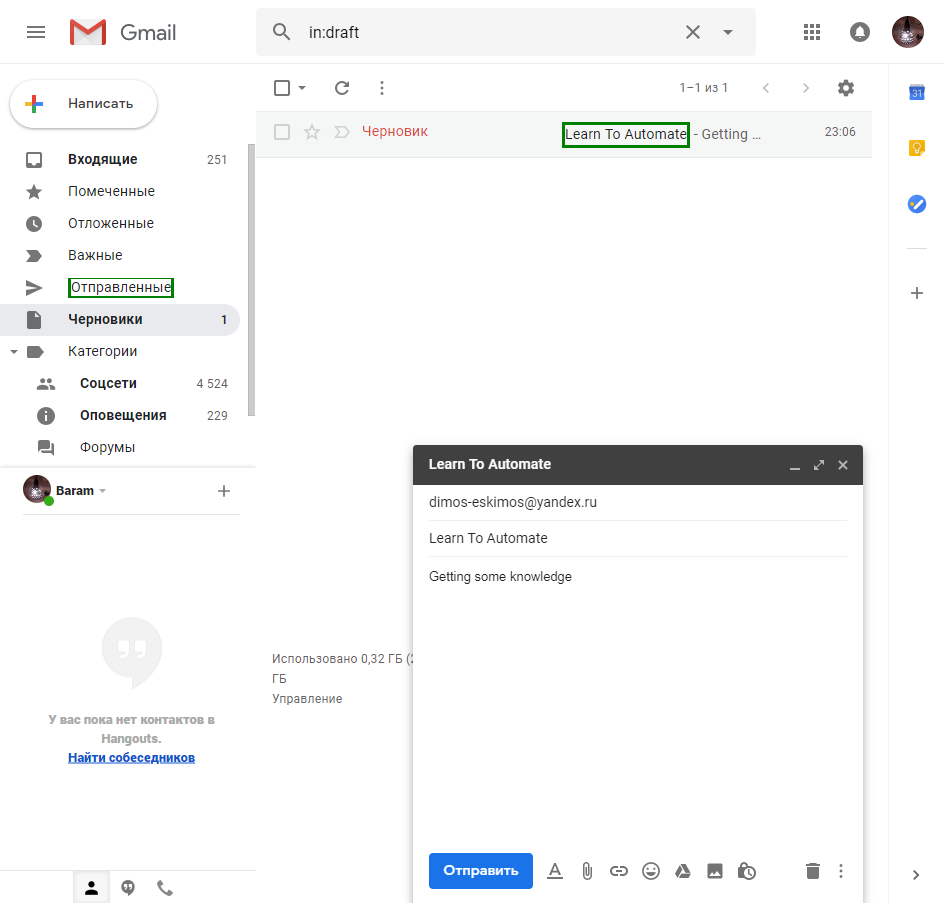 Gmail
in:draft
Написать
1–1 из 1
31
Черновик
Learn To Automate - Getting ...
23:06
Входящие 251
Помеченные
Отложенные
Важные
Отправленные
Черновики 1
Категории
Соцсети 4 524
Оповещения 229
Форумы
Baram
У вас пока нет контактов в
Hangouts.
Найти собеседников
Использовано 0,32 ГБ (2
ГБ
Управление
Learn To Automate
dimos-eskimos@yandex.ru
Learn To Automate
Getting some knowledge
Отправить